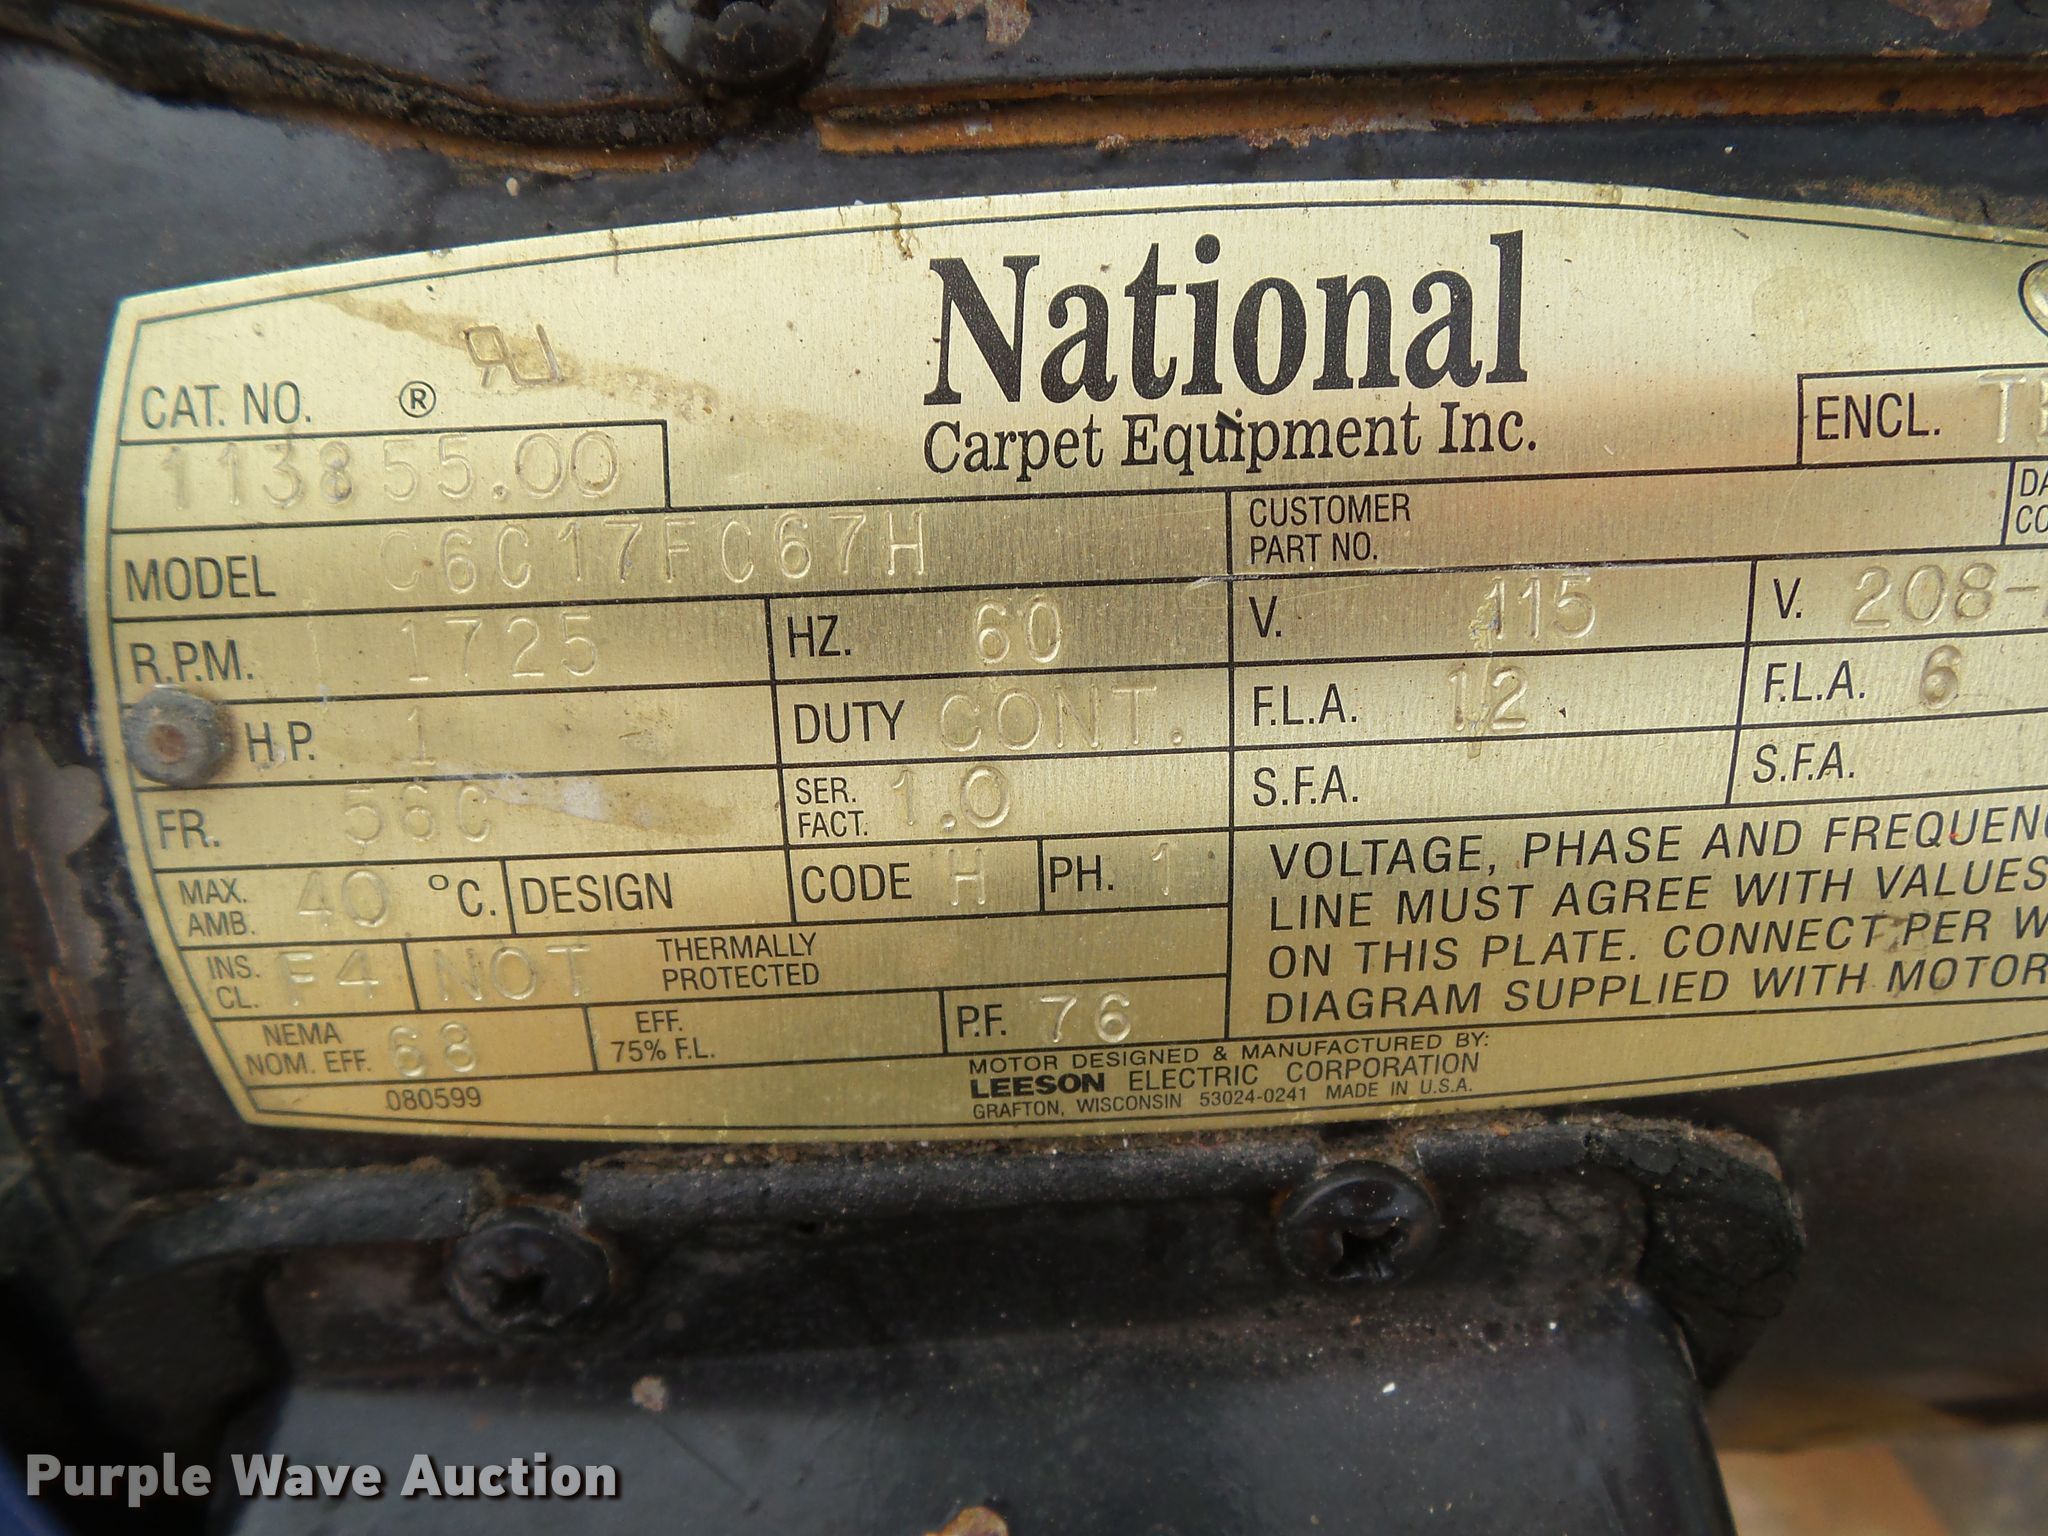 National
Carpet Equipment Inc.
CAT. NO. ® UR
113855.00
ENCL.
MODEL C6C17FC67H
CUSTOMER
PART NO.
R.P.M. 1725 HZ. 60 V. 115 V. 208-
H.P. 1 DUTY CONT. F.L.A. 12 F.L.A. 6
FR. 56C SER. FACT. 1.0 S.F.A. S.F.A.
MAX. AMB. 40 °C. DESIGN CODE H PH. 1
INS. CL. F4 NOT THERMALLY PROTECTED
NEMA NOM. EFF. 68 EFF. 75% F.L. P.F. 76
VOLTAGE, PHASE AND
LINE MUST AGREE WITH VALUES
ON THIS PLATE. CONNECT PER
DIAGRAM SUPPLIED WITH MOTOR
080599
MOTOR DESIGNED & MANUFACTURED BY:
LEESON ELECTRIC CORPORATION
GRAFTON, WISCONSIN 53024-0241 MADE IN U.S.A.
Purple Wave Auction